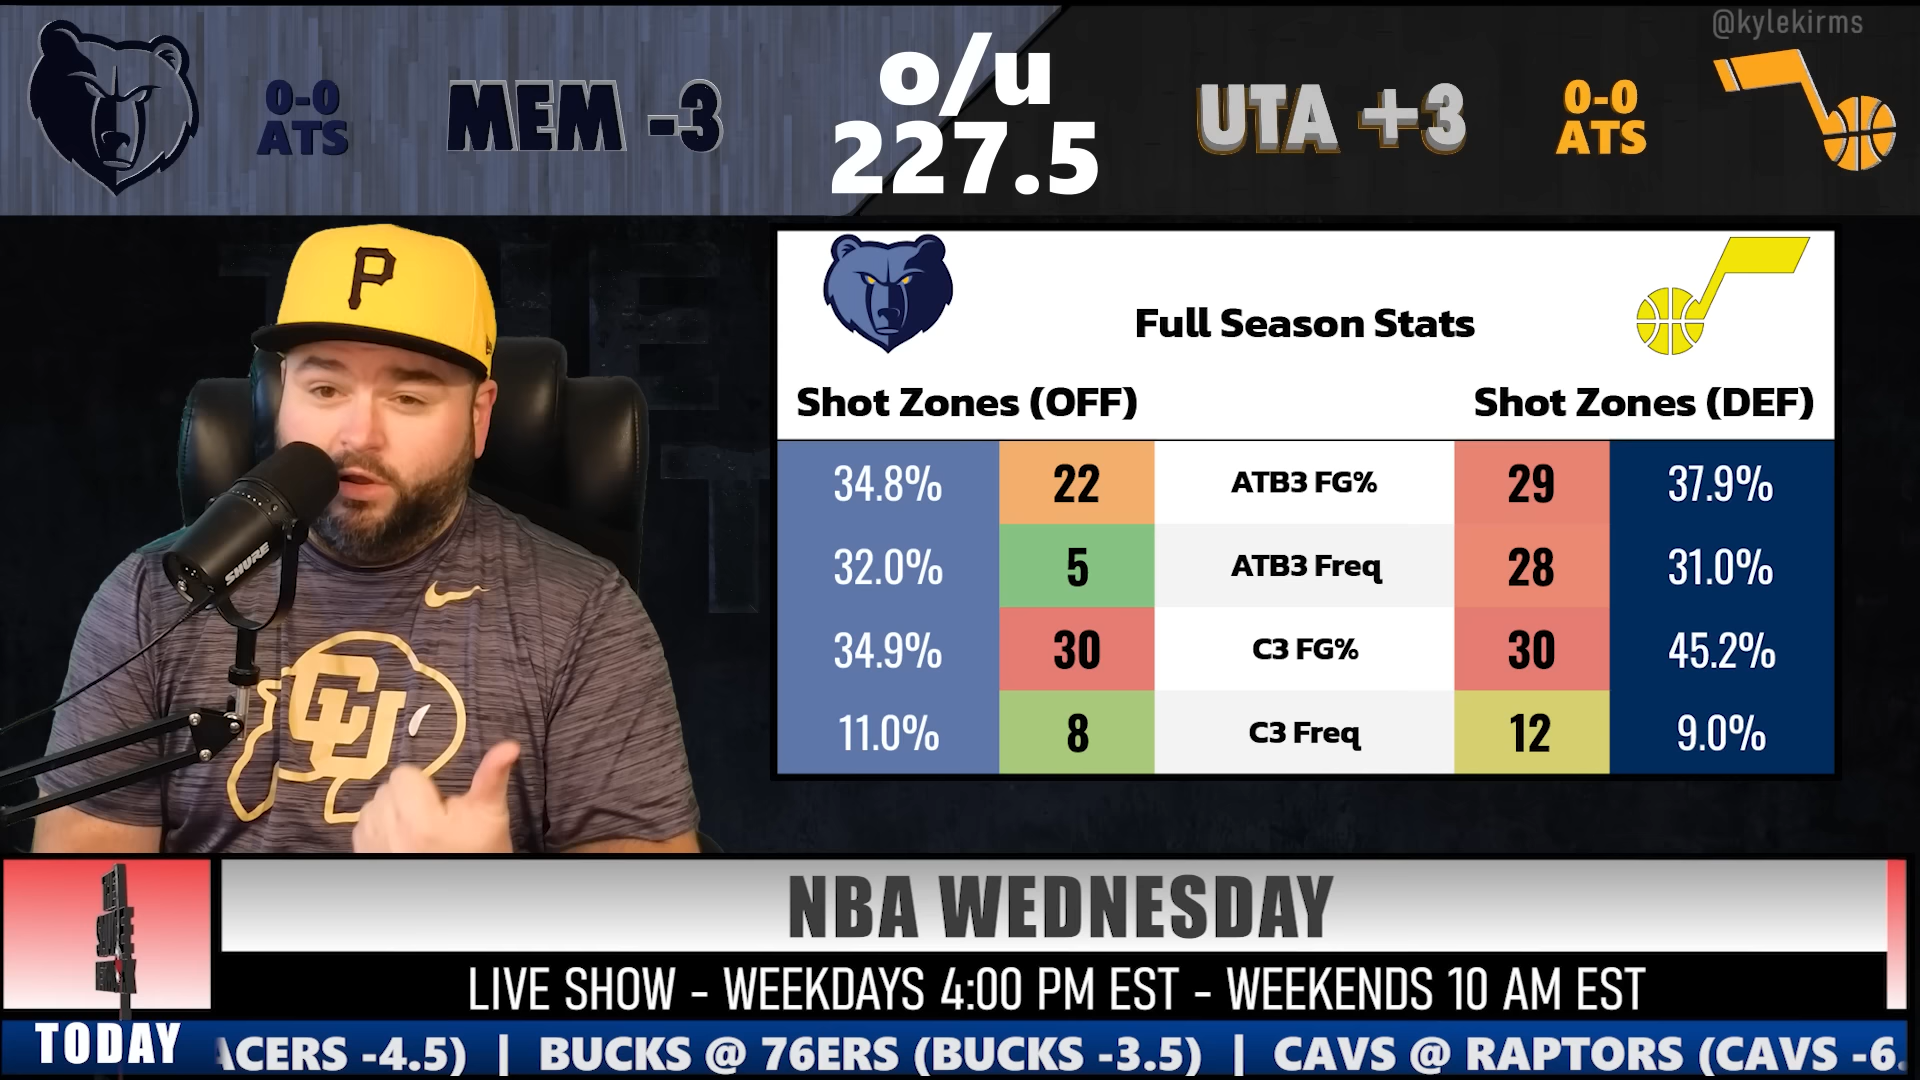 @kylekirms
0-0
ATS
MEM -3
o/u
227.5
UTA +3
0-0
ATS
P
SHURE
CU
Full Season Stats
Shot Zones (OFF)
Shot Zones (DEF)
34.8% 22 ATB3 FG% 29 37.9%
32.0% 5 ATB3 Freq 28 31.0%
34.9% 30 C3 FG% 30 45.2%
11.0% 8 C3 Freq 12 9.0%
NBA WEDNESDAY
LIVE SHOW - WEEKDAYS 4:00 PM EST - WEEKENDS 10 AM EST
TODAY
ACERS -4.5) | BUCKS @ 76ERS (BUCKS -3.5) | CAVS @ RAPTORS (CAVS -6.